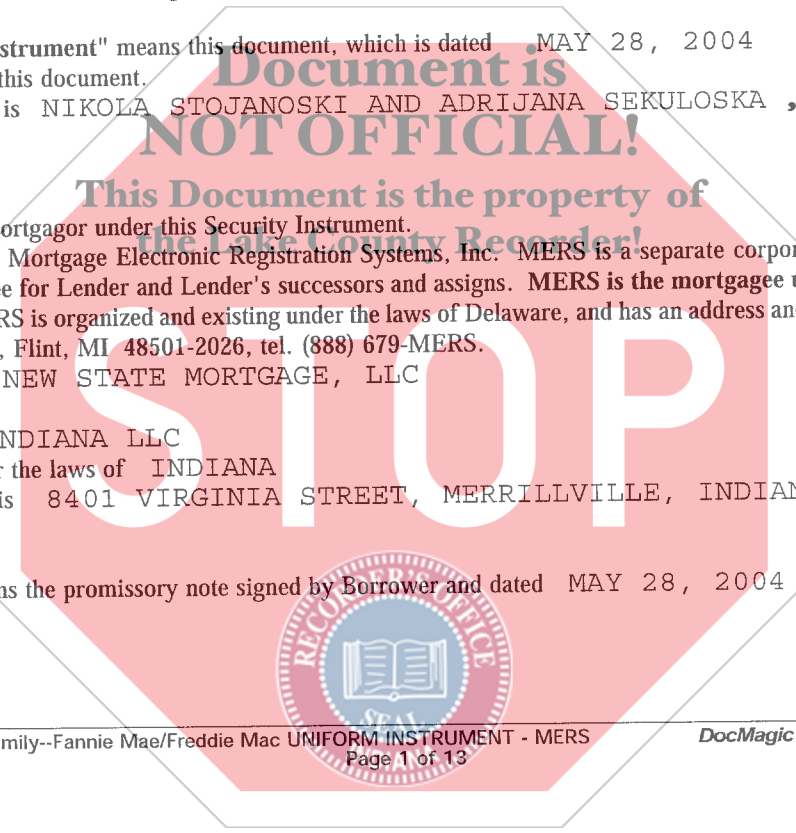 strument" means this document, which is dated MAY 28, 2004
this document.
Document is
is NIKOLA STOJANOSKI AND ADRIJANA SEKULOSKA ,
NOT OFFICIAL!
This Document is the property of
ortgagor under this Security Instrument.
the Lake County Recorder!
Mortgage Electronic Registration Systems, Inc. MERS is a separate corpor
e for Lender and Lender's successors and assigns. MERS is the mortgagee u
RS is organized and existing under the laws of Delaware, and has an address and
, Flint, MI 48501-2026, tel. (888) 679-MERS.
NEW STATE MORTGAGE, LLC
STOP
NDIANA LLC
r the laws of INDIANA
is 8401 VIRGINIA STREET, MERRILLVILLE, INDIAN
ns the promissory note signed by Borrower and dated MAY 28, 2004
RECORDER'S OFFICE
SEAL
INDIANA
mily--Fannie Mae/Freddie Mac UNIFORM INSTRUMENT - MERS DocMagic
Page 1 of 13